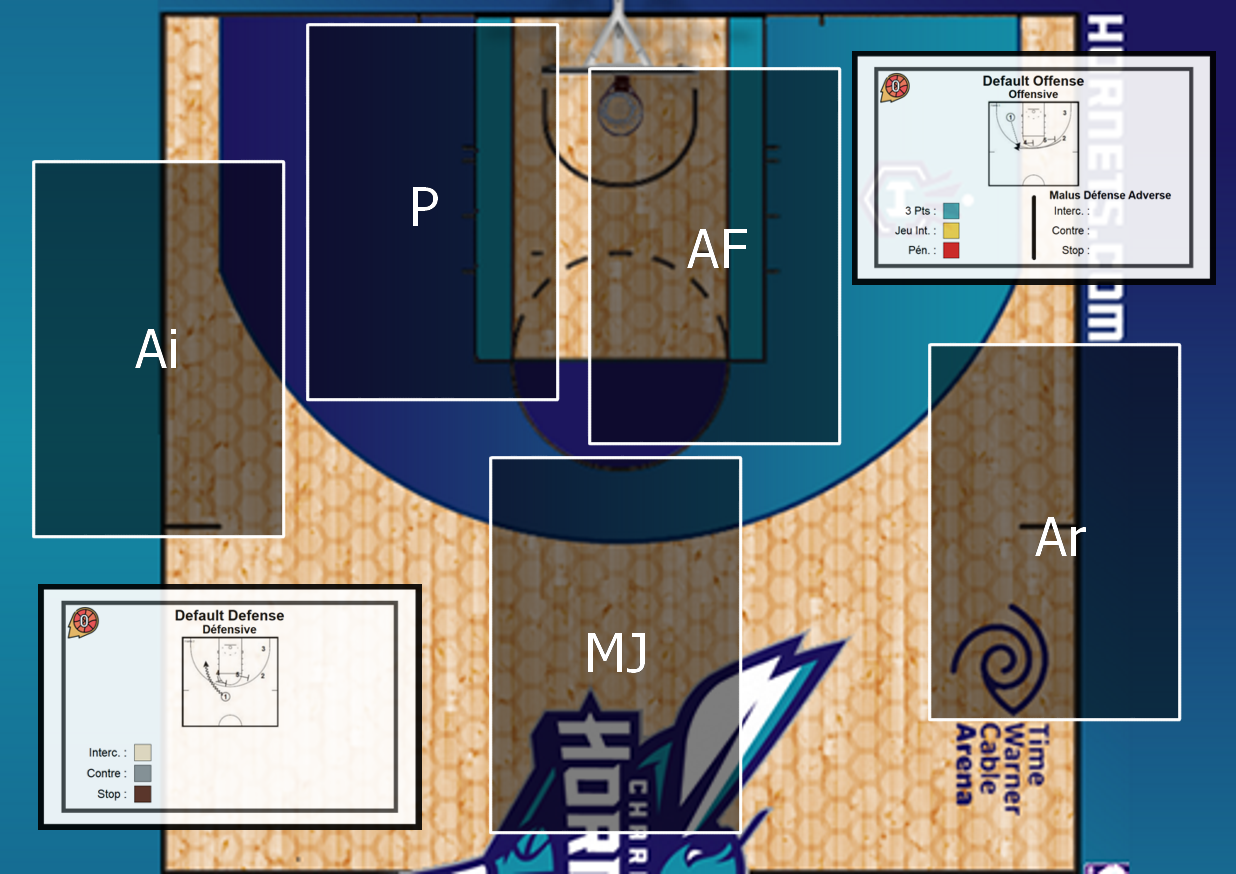 HORNETS.COM
Default Offense
Offensive
Malus Défense Adverse
3 Pts :
Interc. :
Jeu Int. :
Contre :
Pén. :
Stop :
P
AF
Ai
Ar
MJ
Default Defense
Défensive
Interc. :
Contre :
Stop :
Time
Warner
Cable
Arena